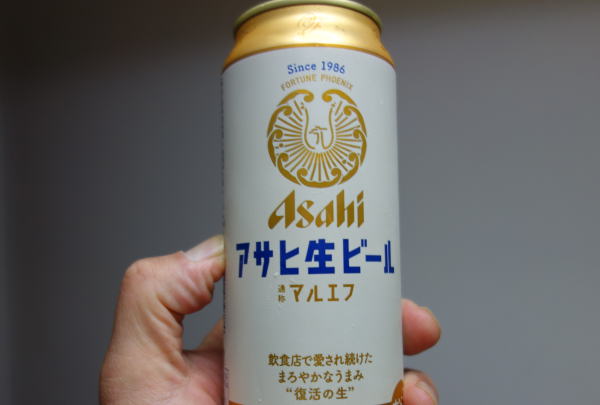 Since 1986
FORTUNE PHOENIX
Asahi
アサヒ生ビール
通称 マルエフ
飲食店で愛され続けた
まろやかなうまみ
“復活の生”